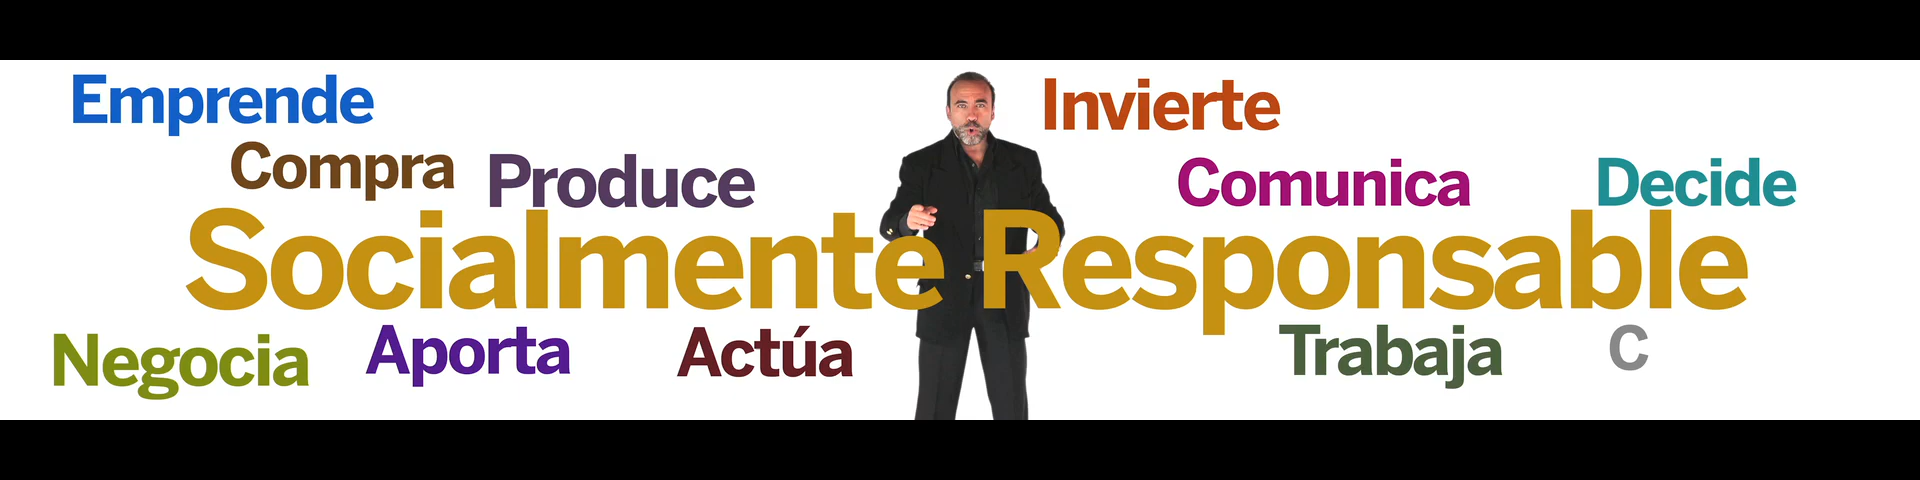 Emprende
Invierte
Compra
Produce
Comunica
Decide
Socialmente Responsable
Negocia
Aporta
Actúa
Trabaja
C